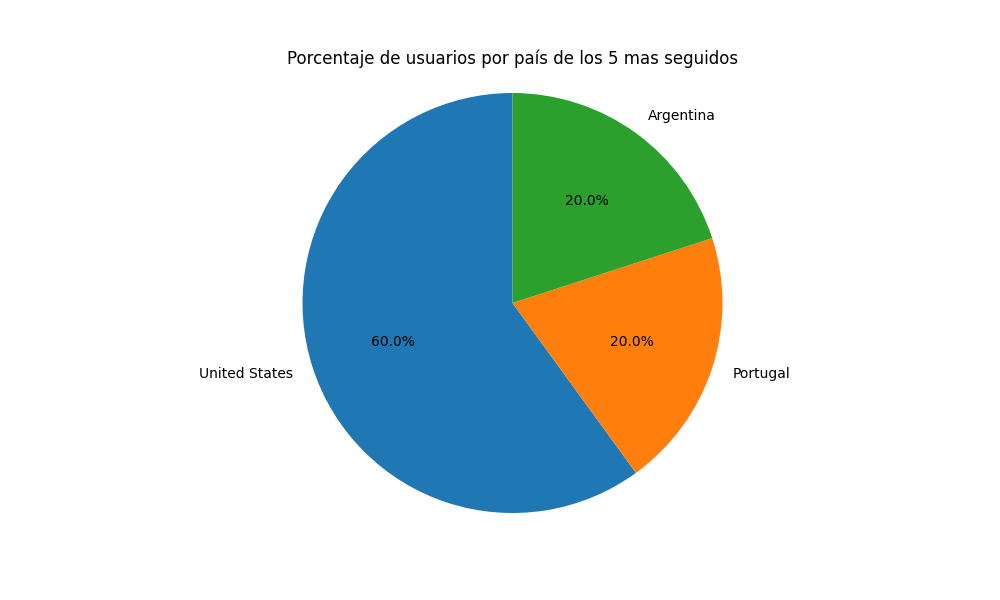 Porcentaje de usuarios por país de los 5 mas seguidos
Argentina
20.0%
60.0%
20.0%
United States
Portugal